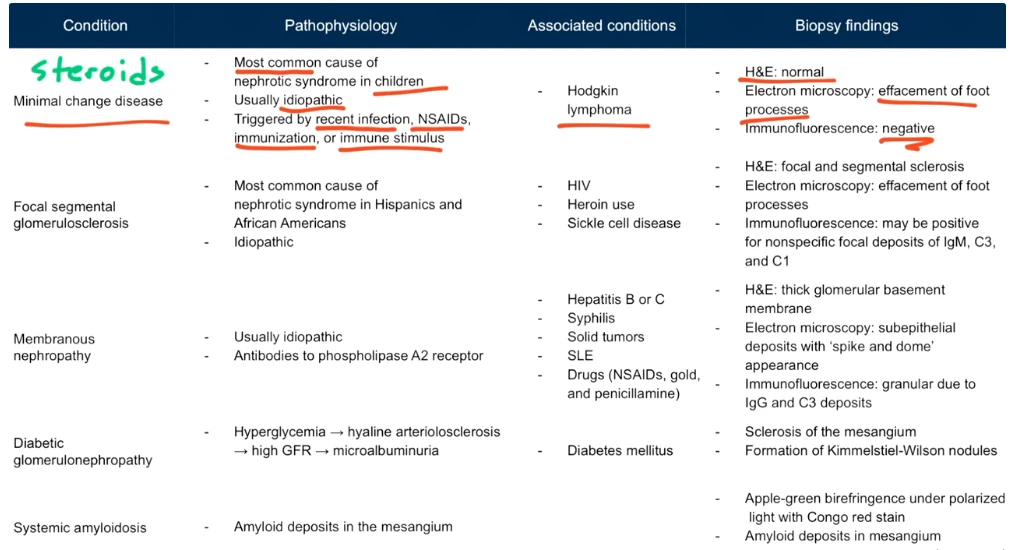 Condition Pathophysiology Associated conditions Biopsy findings
steroids
Minimal change disease
- Most common cause of
nephrotic syndrome in children
- Usually idiopathic
- Triggered by recent infection, NSAIDs,
immunization, or immune stimulus
- Hodgkin
lymphoma
- H&E: normal
- Electron microscopy: effacement of foot
processes
- Immunofluorescence: negative
Focal segmental
glomerulosclerosis
- Most common cause of
nephrotic syndrome in Hispanics and
African Americans
- Idiopathic
- HIV
- Heroin use
- Sickle cell disease
- H&E: focal and segmental sclerosis
- Electron microscopy: effacement of foot
processes
- Immunofluorescence: may be positive
for nonspecific focal deposits of IgM, C3,
and C1
Membranous
nephropathy
- Usually idiopathic
- Antibodies to phospholipase A2 receptor
- Hepatitis B or C
- Syphilis
- Solid tumors
- SLE
- Drugs (NSAIDs, gold,
and penicillamine)
- H&E: thick glomerular basement
membrane
- Electron microscopy: subepithelial
deposits with ‘spike and dome’
appearance
- Immunofluorescence: granular due to
IgG and C3 deposits
Diabetic
glomerulonephropathy
- Hyperglycemia → hyaline arteriolosclerosis
→ high GFR → microalbuminuria
- Diabetes mellitus
- Sclerosis of the mesangium
- Formation of Kimmelstiel-Wilson nodules
Systemic amyloidosis
- Amyloid deposits in the mesangium
- Apple-green birefringence under polarized
light with Congo red stain
- Amyloid deposits in mesangium